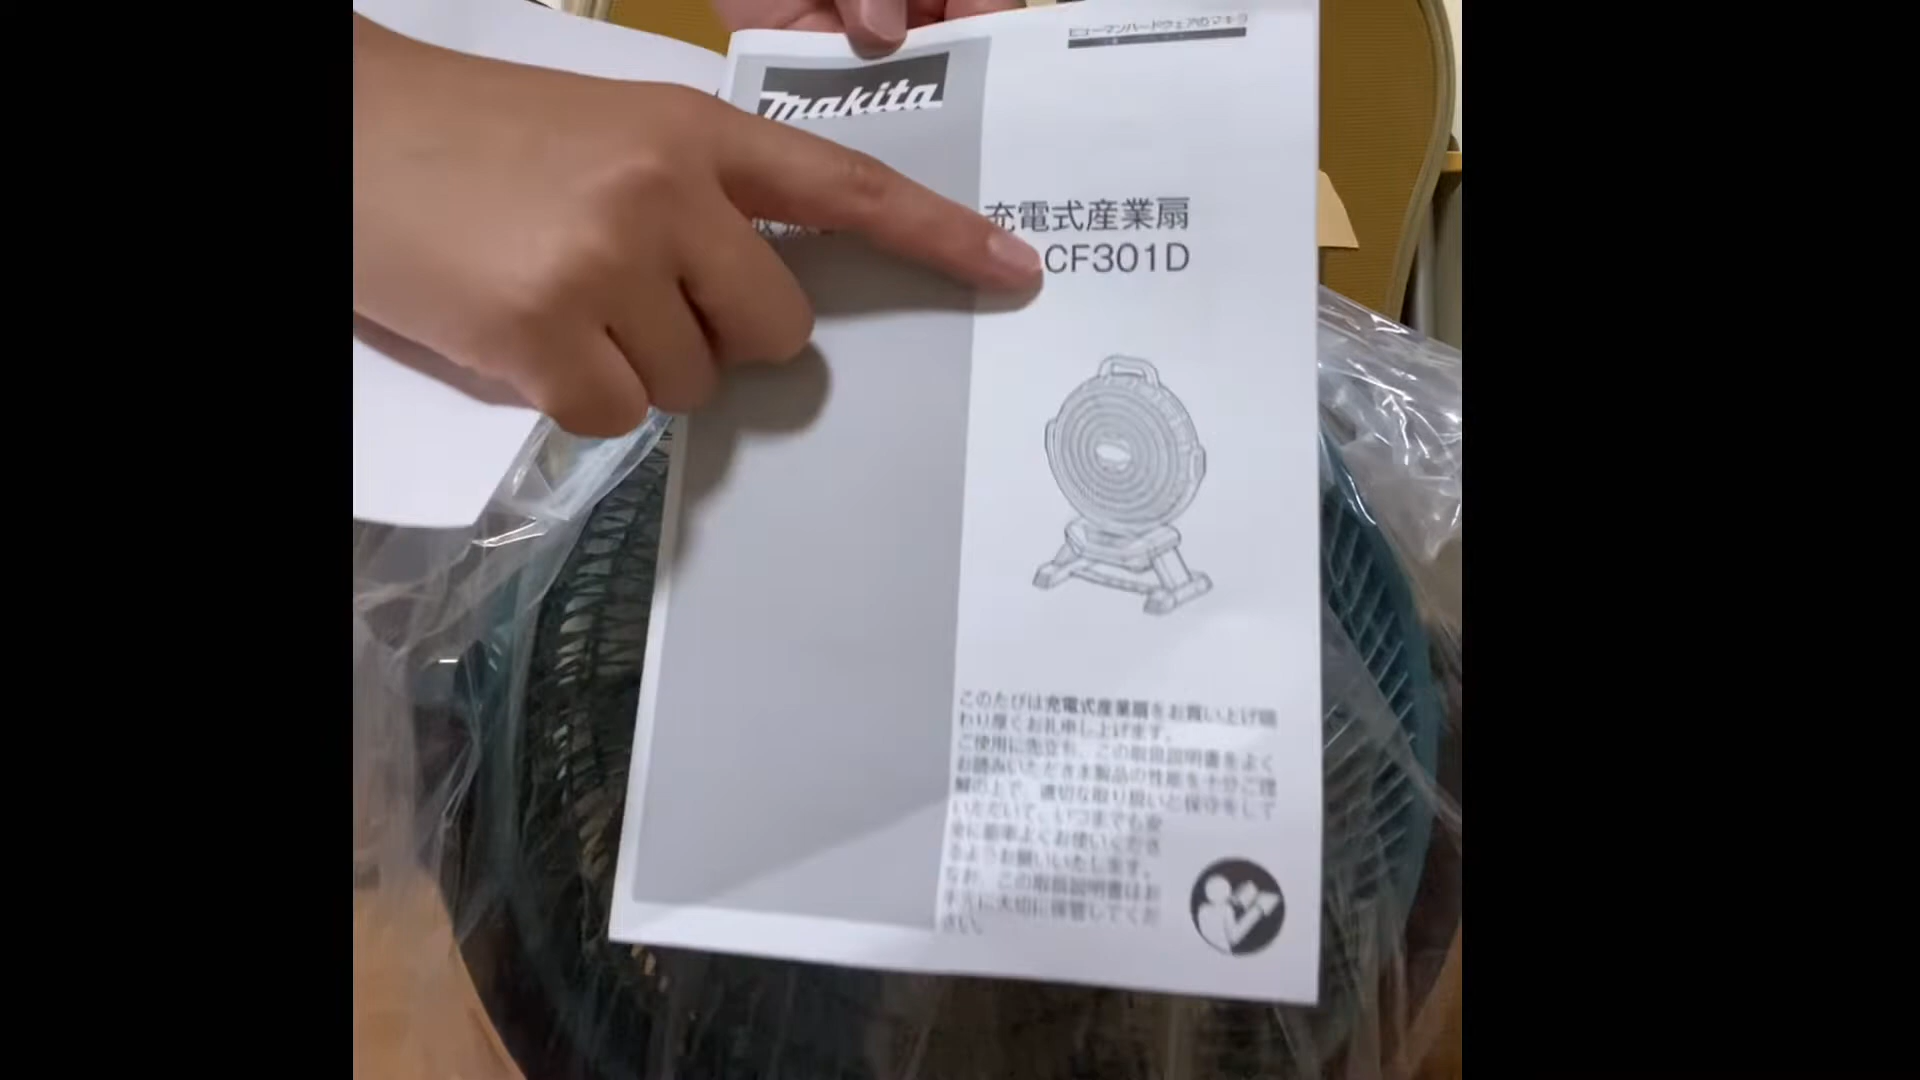 ヒューマンハードウェアのマキタ
makita
充電式産業扇
CF301D
このたびは充電式産業扇をお買い上げ賜
わり厚くお礼申し上げます。
ご使用に先立ち、この取扱説明書をよく
お読みいただき本製品の性能を十分ご理
解の上で、適切な取り扱いと保守をして
いただいて、いつまでも安
全に能率よくお使いくださ
るようお願いいたします。
なお、この取扱説明書はお
手元に大切に保管してくだ
さい。